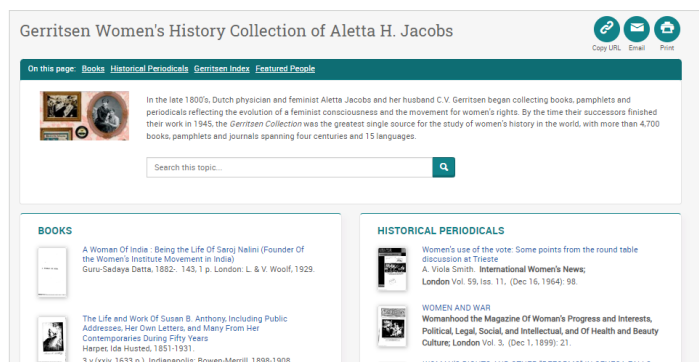 Gerritsen Women's History Collection of Aletta H. Jacobs
Copy URL Email Print
On this page: Books Historical Periodicals Gerritsen Index Featured People
In the late 1800's, Dutch physician and feminist Aletta Jacobs and her husband C.V. Gerritsen began collecting books, pamphlets and
periodicals reflecting the evolution of a feminist consciousness and the movement for women's rights. By the time their successors finished
their work in 1945, the Gerritsen Collection was the greatest single source for the study of women's history in the world, with more than 4,700
books, pamphlets and journals spanning four centuries and 15 languages.
Search this topic...
BOOKS
A Woman Of India : Being the Life Of Saroj Nalini (Founder Of
the Women's Institute Movement in India)
Guru-Sadaya Datta, 1882-. 143, 1 p. London: L. & V. Woolf, 1929.
The Life and Work Of Susan B. Anthony, Including Public
Addresses, Her Own Letters, and Many From Her
Contemporaries During Fifty Years
Harper, Ida Husted, 1851-1931.
3 v.(xxiv, 1633 p.). Indianapolis: Bowen-Merrill, 1898-1908.
HISTORICAL PERIODICALS
Women's use of the vote: Some points from the round table
discussion at Trieste
A. Viola Smith. International Women's News;
London Vol. 59, Iss. 11, (Dec 16, 1964): 98.
WOMEN AND WAR
Womanhood the Magazine Of Woman's Progress and Interests,
Political, Legal, Social, and Intellectual, and Of Health and Beauty
Culture; London Vol. 3, (Dec 1, 1899): 21.